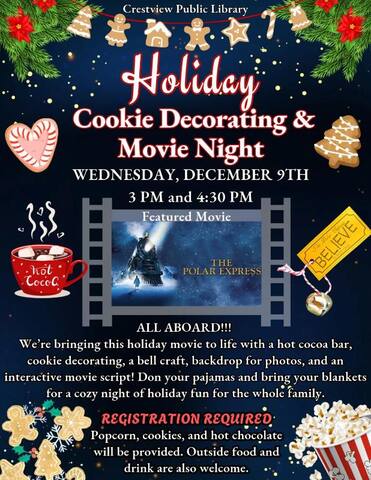 Crestview Public Library
Holiday
Cookie Decorating &
Movie Night
WEDNESDAY, DECEMBER 9TH
3 PM and 4:30 PM
Featured Movie
THE
POLAR EXPRESS
Hot
Cocoa
BELIEVE
ALL ABOARD!!!
We're bringing this holiday movie to life with a hot cocoa bar,
cookie decorating, a bell craft, backdrop for photos, and an
interactive movie script! Don your pajamas and bring your blankets
for a cozy night of holiday fun for the whole family.
REGISTRATION REQUIRED
Popcorn, cookies, and hot chocolate
will be provided. Outside food and
drink are also welcome.